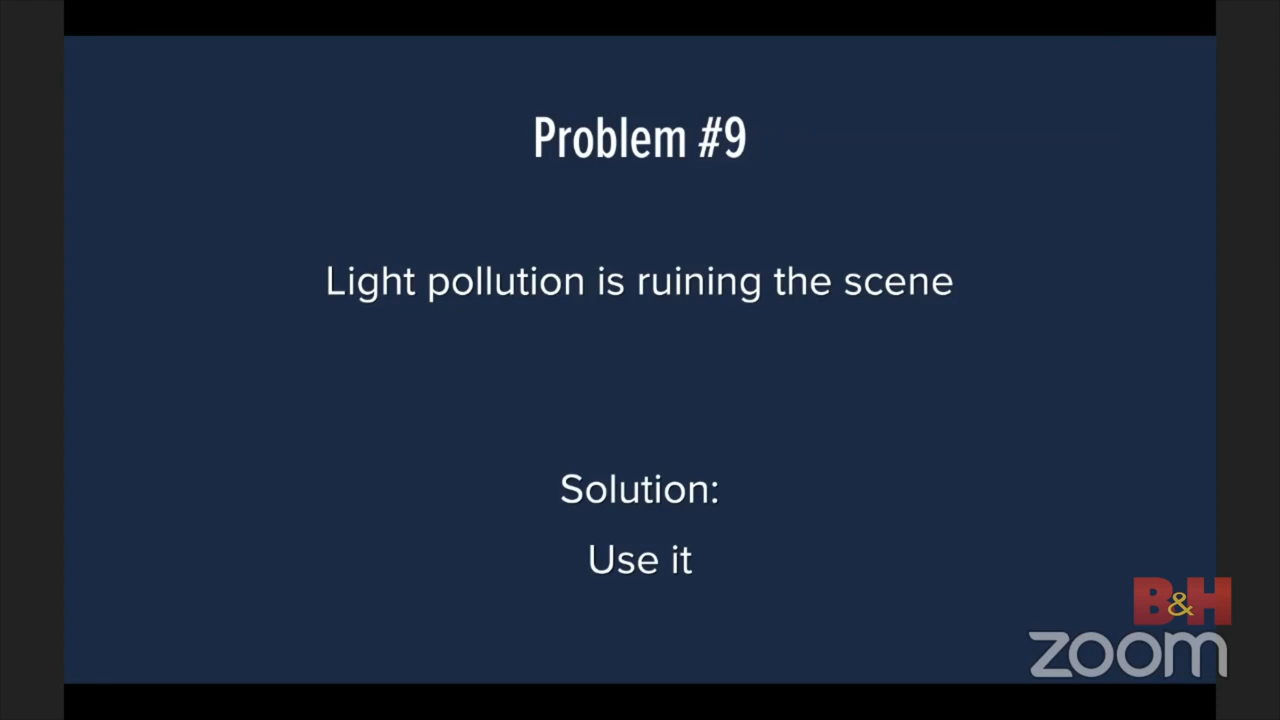 Problem #9
Light pollution is ruining the scene
Solution:
Use it
B&H
zoom